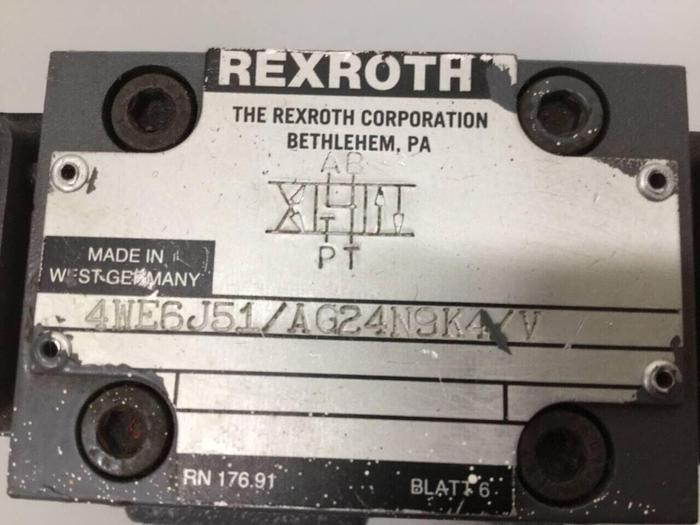 REXROTH
THE REXROTH CORPORATION
BETHLEHEM, PA
AB
PT
MADE IN
WEST-GERMANY
4WE6J51/AG24N9K4/V
RN 176.91
BLATT 6